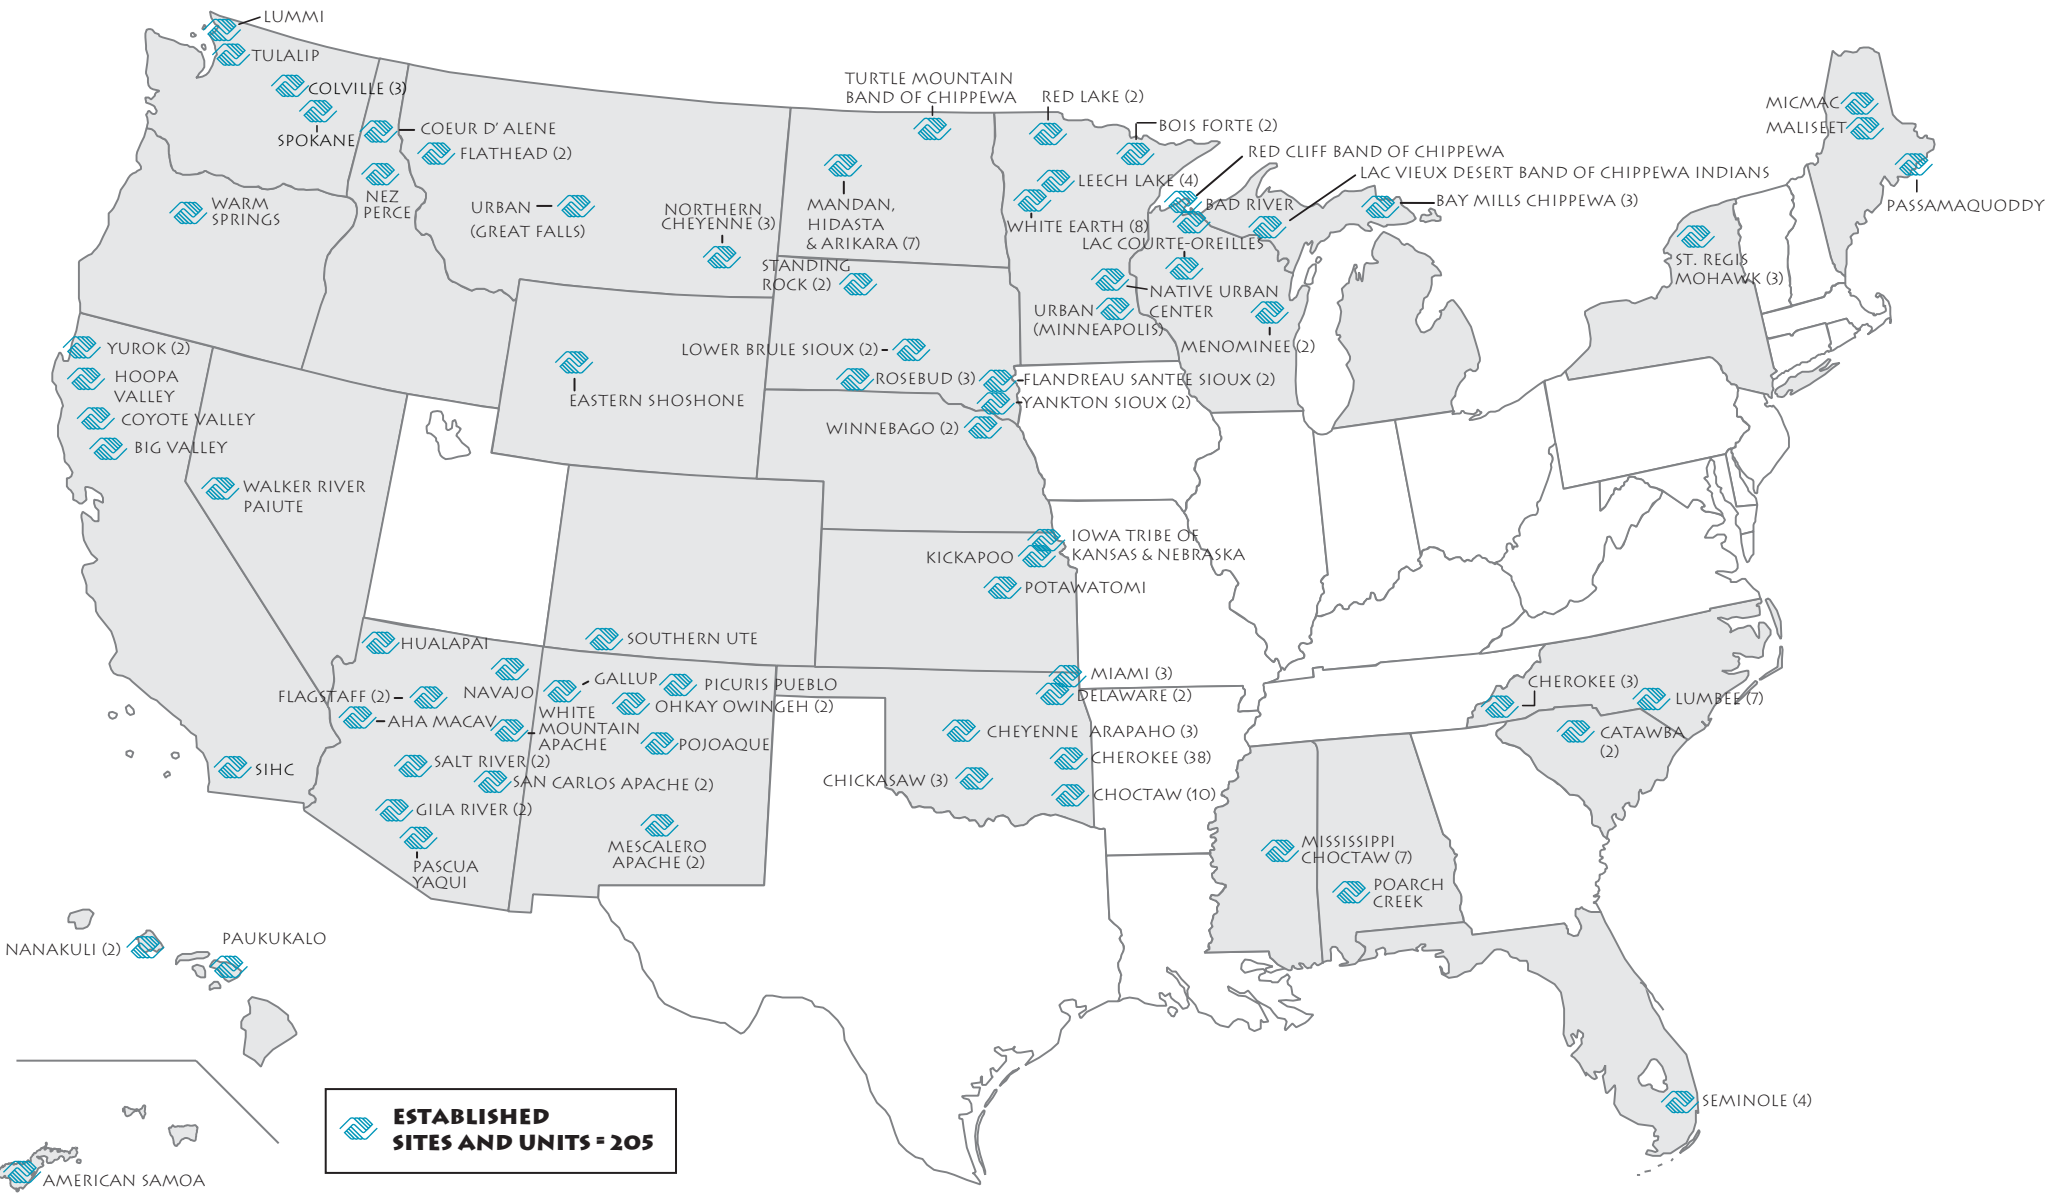 LUMMI
TULALIP
COLVILLE (3)
SPOKANE
COEUR D' ALENE
FLATHEAD (2)
NEZ
PERCE
WARM
SPRINGS
URBAN
(GREAT FALLS)
NORTHERN
CHEYENNE (3)
TURTLE MOUNTAIN
BAND OF CHIPPEWA
MANDAN,
HIDASTA
& ARIKARA (7)
STANDING
ROCK (2)
RED LAKE (2)
BOIS FORTE (2)
LEECH LAKE (4)
WHITE EARTH (8)
RED CLIFF BAND OF CHIPPEWA
LAC VIEUX DESERT BAND OF CHIPPEWA INDIANS
BAD RIVER
BAY MILLS CHIPPEWA (3)
LAC COURTE-OREILLES
NATIVE URBAN
CENTER
URBAN
(MINNEAPOLIS)
MENOMINEE (2)
MICMAC
MALISEET
PASSAMAQUODDY
ST. REGIS
MOHAWK (3)
YUROK (2)
HOOPA
VALLEY
COYOTE VALLEY
BIG VALLEY
WALKER RIVER
PAIUTE
EASTERN SHOSHONE
LOWER BRULE SIOUX (2)
ROSEBUD (3)
FLANDREAU SANTEE SIOUX (2)
YANKTON SIOUX (2)
WINNEBAGO (2)
IOWA TRIBE OF
KANSAS & NEBRASKA
KICKAPOO
POTAWATOMI
SOUTHERN UTE
HUALAPAI
NAVAJO
FLAGSTAFF (2)
AHA MACAV
GALLUP
PICURIS PUEBLO
OHKAY OWINGEH (2)
WHITE
MOUNTAIN
APACHE
POJOAQUE
SALT RIVER (2)
SAN CARLOS APACHE (2)
GILA RIVER (2)
PASCUA
YAQUI
MESCALERO
APACHE (2)
SIHC
MIAMI (3)
DELAWARE (2)
CHEYENNE ARAPAHO (3)
CHEROKEE (38)
CHICKASAW (3)
CHOCTAW (10)
CHEROKEE (3)
LUMBEE (7)
CATAWBA
(2)
MISSISSIPPI
CHOCTAW (7)
POARCH
CREEK
SEMINOLE (4)
NANAKULI (2)
PAUKUKALO
AMERICAN SAMOA
ESTABLISHED
SITES AND UNITS = 205